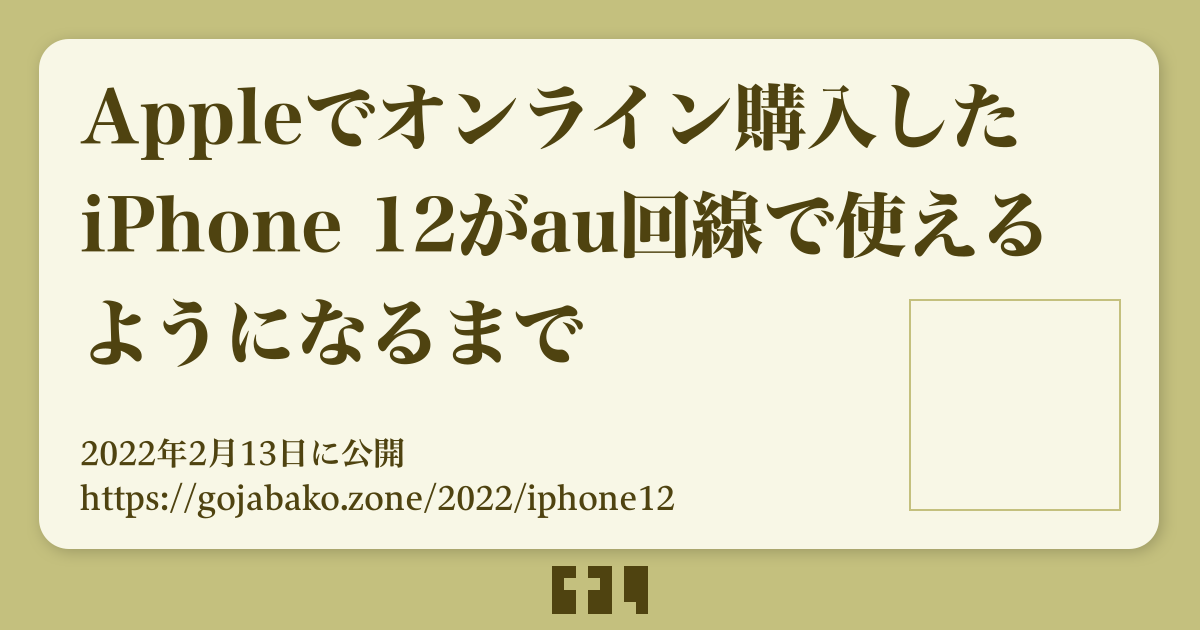 Appleでオンライン購入した
iPhone 12がau回線で使える
ようになるまで
2022年2月13日に公開
https://gojabako.zone/2022/iphone12